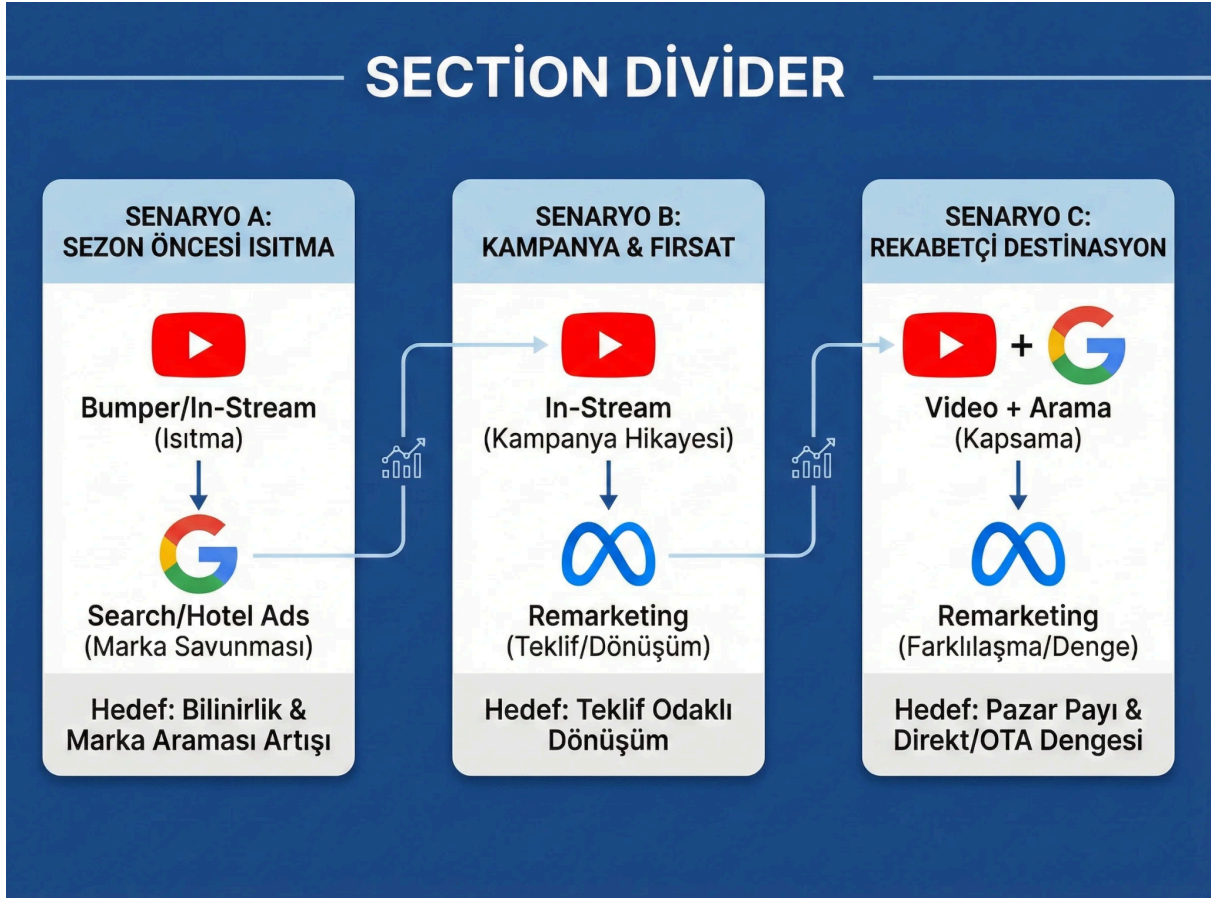 SECTİON DİVİDER
SENARYO A:
SEZON ÖNCESİ ISITMA
Bumper/In-Stream
(Isıtma)
Search/Hotel Ads
(Marka Savunması)
Hedef: Bilinirlik &
Marka Araması Artışı
SENARYO B:
KAMPANYA & FIRSAT
In-Stream
(Kampanya Hikayesi)
Remarketing
(Teklif/Dönüşüm)
Hedef: Teklif Odaklı
Dönüşüm
SENARYO C:
REKABETÇİ DESTİNASYON
+
Video + Arama
(Kapsama)
Remarketing
(Farklılaşma/Denge)
Hedef: Pazar Payı &
Direkt/OTA Dengesi